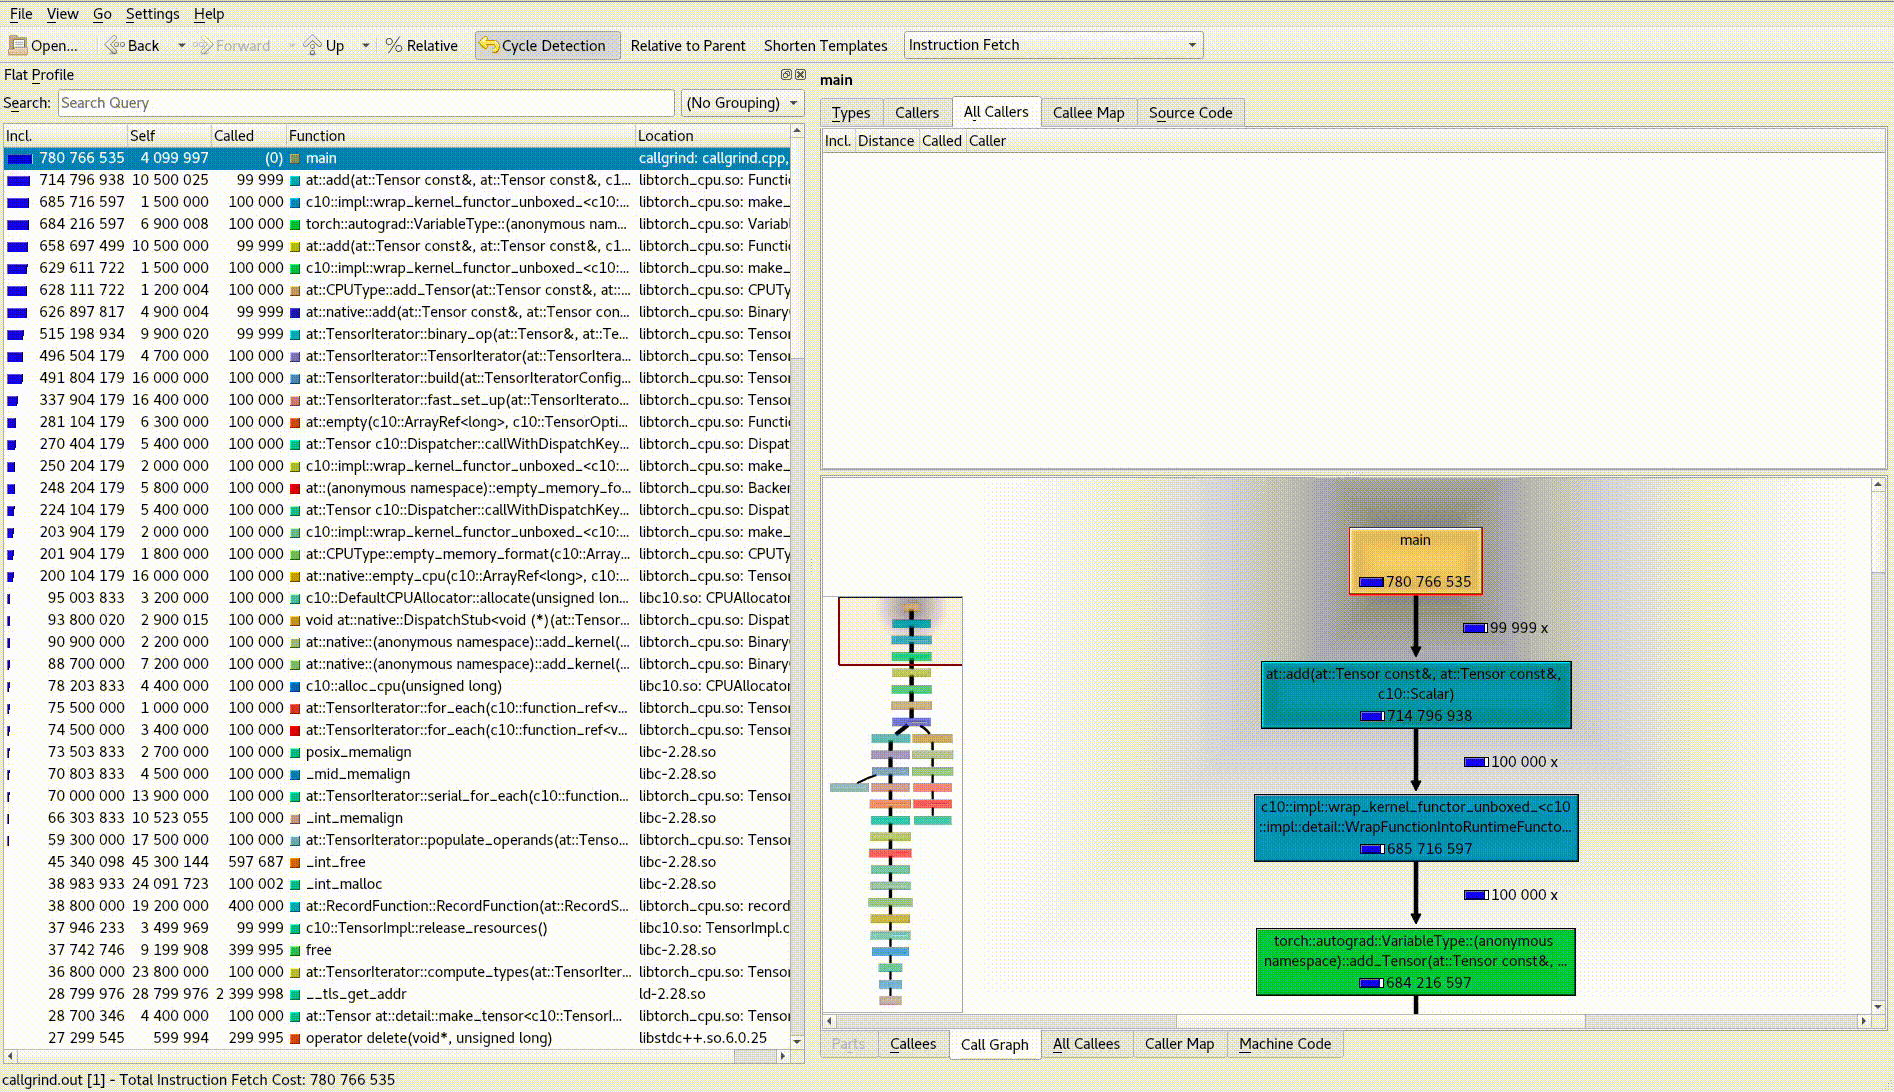 File View Go Settings Help
Open... Back Forward Up % Relative Cycle Detection Relative to Parent Shorten Templates Instruction Fetch
Flat Profile
Search: Search Query (No Grouping)
Incl. Self Called Function Location
780 766 535 4 099 997 (0) main callgrind: callgrind.cpp,
714 796 938 10 500 025 99 999 at::add(at::Tensor const&, at::Tensor const&, c1... libtorch_cpu.so: Functi
685 716 597 1 500 000 100 000 c10::impl::wrap_kernel_functor_unboxed_<c10:... libtorch_cpu.so: make_
684 216 597 6 900 008 100 000 torch::autograd::VariableType::(anonymous nam... libtorch_cpu.so: Variabl
658 697 499 10 500 000 99 999 at::add(at::Tensor const&, at::Tensor const&, c1... libtorch_cpu.so: Functi
629 611 722 1 500 000 100 000 c10::impl::wrap_kernel_functor_unboxed_<c10:... libtorch_cpu.so: make_
628 111 722 1 200 004 100 000 at::CPUType::add_Tensor(at::Tensor const&, at::... libtorch_cpu.so: CPUTy
626 897 817 4 900 004 99 999 at::native::add(at::Tensor const&, at::Tensor con... libtorch_cpu.so: Binary
515 198 934 9 900 020 99 999 at::TensorIterator::binary_op(at::Tensor&, at::Te... libtorch_cpu.so: Tensor
496 504 179 4 700 000 100 000 at::TensorIterator::TensorIterator(at::TensorItera... libtorch_cpu.so: Tensor
491 804 179 16 000 000 100 000 at::TensorIterator::build(at::TensorIteratorConfig... libtorch_cpu.so: Tensor
337 904 179 16 400 000 100 000 at::TensorIterator::fast_set_up(at::TensorIterato... libtorch_cpu.so: Tensor
281 104 179 6 300 000 100 000 at::empty(c10::ArrayRef<long>, c10::TensorOpti... libtorch_cpu.so: Functi
270 404 179 5 400 000 100 000 at::Tensor c10::Dispatcher::callWithDispatchKey... libtorch_cpu.so: Dispat
250 204 179 2 000 000 100 000 c10::impl::wrap_kernel_functor_unboxed_<c10:... libtorch_cpu.so: make_
248 204 179 5 800 000 100 000 at::(anonymous namespace)::empty_memory_fo... libtorch_cpu.so: Backer
224 104 179 5 400 000 100 000 at::Tensor c10::Dispatcher::callWithDispatchKey... libtorch_cpu.so: Dispat
203 904 179 2 000 000 100 000 c10::impl::wrap_kernel_functor_unboxed_<c10:... libtorch_cpu.so: make_
201 904 179 1 800 000 100 000 at::CPUType::empty_memory_format(c10::Array... libtorch_cpu.so: CPUTy
200 104 179 16 000 000 100 000 at::native::empty_cpu(c10::ArrayRef<long>, c10:... libtorch_cpu.so: Tensor
95 003 833 3 200 000 100 000 c10::DefaultCPUAllocator::allocate(unsigned lon... libc10.so: CPUAllocator
93 800 020 2 900 015 100 000 void at::native::DispatchStub<void (*)(at::Tensor... libtorch_cpu.so: Dispat
90 900 000 2 200 000 100 000 at::native::(anonymous namespace)::add_kernel(... libtorch_cpu.so: Binary
88 700 000 7 200 000 100 000 at::native::(anonymous namespace)::add_kernel(... libtorch_cpu.so: Binary
78 203 833 4 400 000 100 000 c10::alloc_cpu(unsigned long) libc10.so: CPUAllocator
75 500 000 1 000 000 100 000 at::TensorIterator::for_each(c10::function_ref<v... libtorch_cpu.so: Tensor
74 500 000 3 400 000 100 000 at::TensorIterator::for_each(c10::function_ref<v... libtorch_cpu.so: Tensor
73 503 833 2 700 000 100 000 posix_memalign libc-2.28.so
70 803 833 4 500 000 100 000 _mid_memalign libc-2.28.so
70 000 000 13 900 000 100 000 at::TensorIterator::serial_for_each(c10::function... libtorch_cpu.so: Tensor
66 303 833 10 523 055 100 000 _int_memalign libc-2.28.so
59 300 000 17 500 000 100 000 at::TensorIterator::populate_operands(at::Tenso... libtorch_cpu.so: Tensor
45 340 098 45 300 144 597 687 _int_free libc-2.28.so
38 983 933 24 091 723 100 002 _int_malloc libc-2.28.so
38 800 000 19 200 000 400 000 at::RecordFunction::RecordFunction(at::RecordS... libtorch_cpu.so: record
37 946 233 3 499 969 99 999 c10::TensorImpl::release_resources() libc10.so: TensorImpl.c
37 742 746 9 199 908 399 995 free libc-2.28.so
36 800 000 23 800 000 100 000 at::TensorIterator::compute_types(at::TensorIter... libtorch_cpu.so: Tensor
28 799 976 28 799 976 2 399 998 __tls_get_addr ld-2.28.so
28 700 346 4 400 000 100 000 at::Tensor at::detail::make_tensor<c10::TensorI... libtorch_cpu.so: Tensor
27 299 545 599 994 299 995 operator delete(void*, unsigned long) libstdc++.so.6.0.25
callgrind.out [1] - Total Instruction Fetch Cost: 780 766 535
main
Types Callers All Callers Callee Map Source Code
Incl. Distance Called Caller
main
780 766 535
99 999 x
at::add(at::Tensor const&, at::Tensor const&,
c10::Scalar)
714 796 938
100 000 x
c10::impl::wrap_kernel_functor_unboxed_<c10
::impl::detail::WrapFunctionIntoRuntimeFuncto...
685 716 597
100 000 x
torch::autograd::VariableType::(anonymous
namespace)::add_Tensor(at::Tensor const&, ...
684 216 597
Parts Callees Call Graph All Callees Caller Map Machine Code